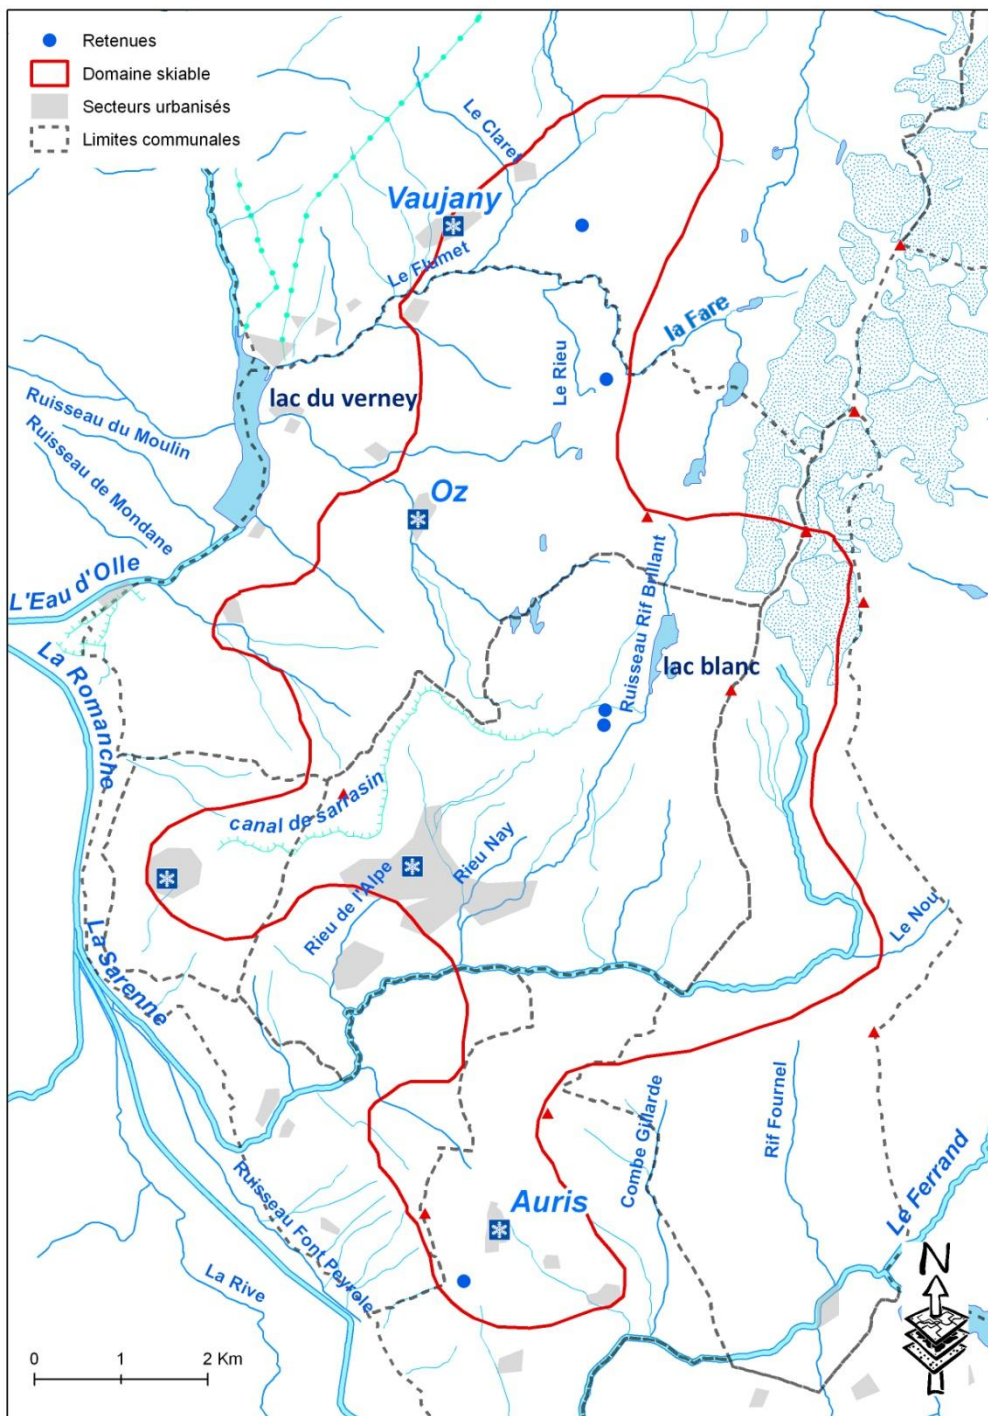 Retenues
Domaine skiable
Secteurs urbanisés
Limites communales
Le Claret
Vaujany
Le Flumet
la Fare
Le Rieu
lac du verney
Ruisseau du Moulin
Ruisseau de Mondane
Oz
L'Eau d'Olle
Ruisseau Rif Brillant
La Romanche
lac blanc
canal de sarrasin
Rieu Nay
Rieu de l'Alpe
Le Nou
La Sarenne
Combe Gillarde
Rif Fournel
Le Ferrand
Auris
Ruisseau Font Peyrole
La Rive
N
0 1 2 Km